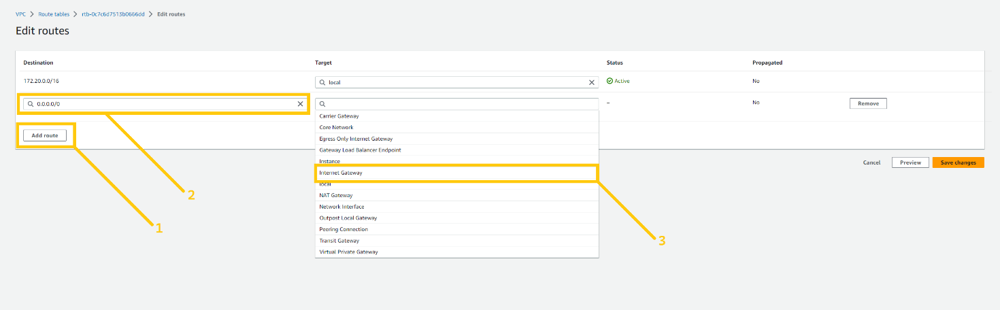 VPC > Route tables > rtb-0c7c6d7513b0666dd > Edit routes
Edit routes
Destination Target Status Propagated
172.20.0.0/16 local Active No
0.0.0.0/0 – No Remove
Carrier Gateway
Core Network
Egress Only Internet Gateway
Gateway Load Balancer Endpoint
Instance
Internet Gateway
local
NAT Gateway
Network Interface
Outpost Local Gateway
Peering Connection
Transit Gateway
Virtual Private Gateway
Add route
Cancel Preview Save changes
2
1
3